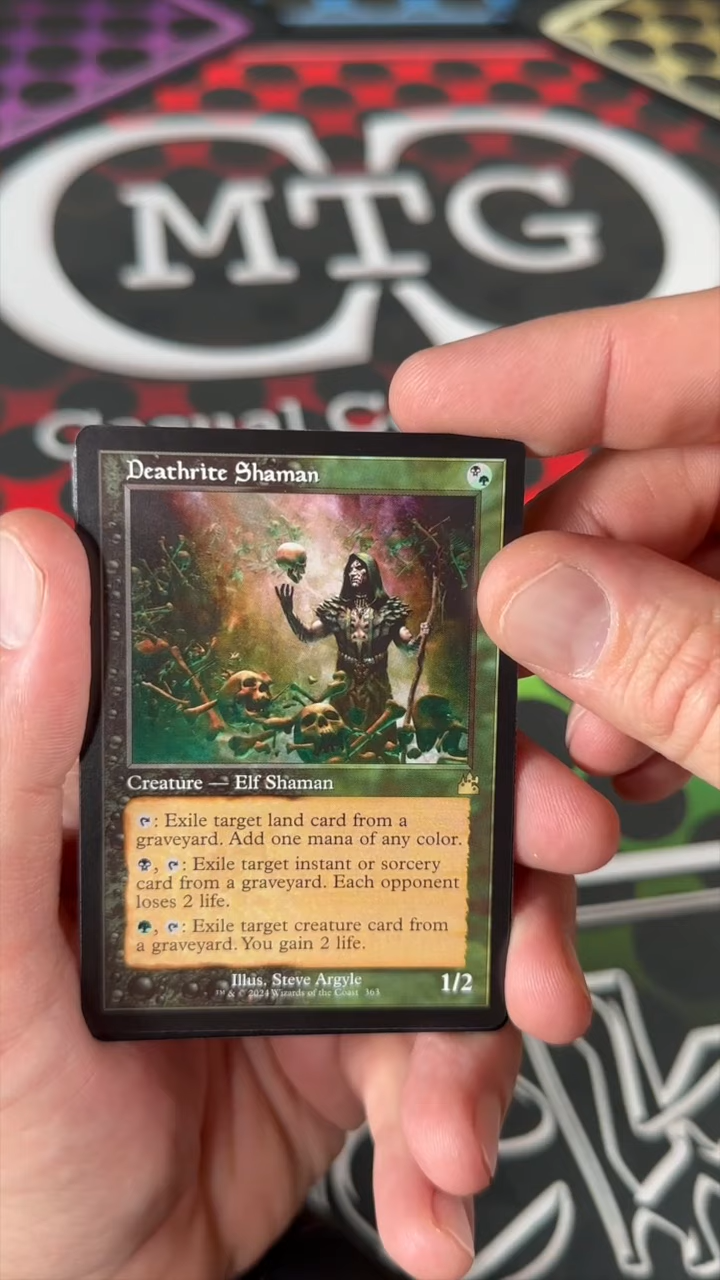 MTG
Casual
Deathrite Shaman
Creature — Elf Shaman
: Exile target land card from a
graveyard. Add one mana of any color.
, : Exile target instant or sorcery
card from a graveyard. Each opponent
loses 2 life.
, : Exile target creature card from
a graveyard. You gain 2 life.
Illus. Steve Argyle
™ & © 2024 Wizards of the Coast 363
1/2